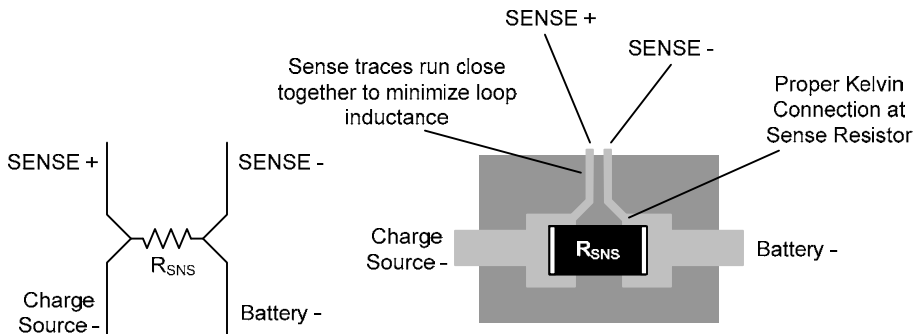 SENSE +
SENSE -
Sense traces run close
together to minimize loop
inductance
Proper Kelvin
Connection at
Sense Resistor
SENSE +
SENSE -
RSNS
Charge
Source -
Battery -
Charge
Source -
RSNS
Battery -